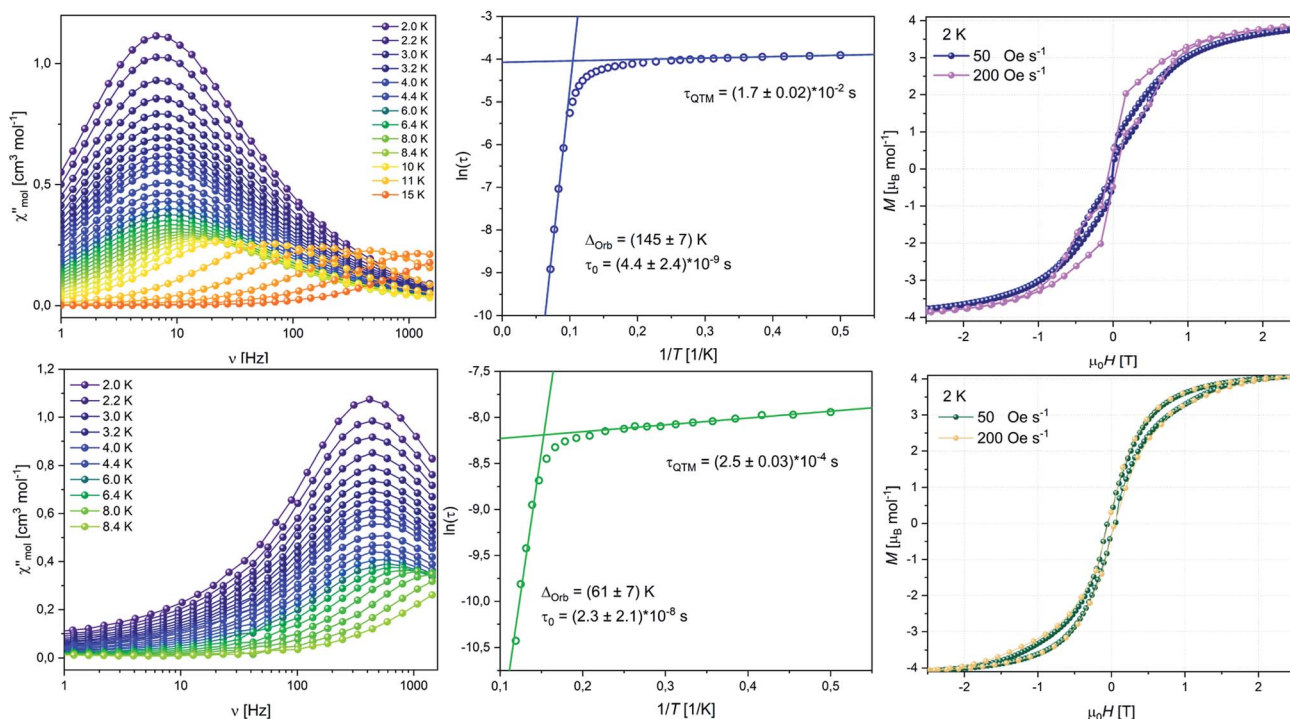 χ''mol [cm³ mol⁻¹]
1,0
0,5
0,0
1
10
100
1000
ν [Hz]
2.0 K
2.2 K
3.0 K
3.2 K
4.0 K
4.4 K
6.0 K
6.4 K
8.0 K
8.4 K
10 K
11 K
15 K
ln(τ)
-3
-4
-5
-6
-7
-8
-9
-10
0,0
0,1
0,2
0,3
0,4
0,5
1/T [1/K]
τQTM = (1.7 ± 0.02)*10⁻² s
ΔOrb = (145 ± 7) K
τ0 = (4.4 ± 2.4)*10⁻⁹ s
M [μB mol⁻¹]
4
3
2
1
0
-1
-2
-3
-4
-2
-1
0
1
2
μ0H [T]
2 K
50 Oe s⁻¹
200 Oe s⁻¹
χ''mol [cm³ mol⁻¹]
1,2
1,0
0,8
0,6
0,4
0,2
0,0
1
10
100
1000
ν [Hz]
2.0 K
2.2 K
3.0 K
3.2 K
4.0 K
4.4 K
6.0 K
6.4 K
8.0 K
8.4 K
ln(τ)
-7,5
-8,0
-8,5
-9,0
-9,5
-10,0
-10,5
0,1
0,2
0,3
0,4
0,5
1/T [1/K]
τQTM = (2.5 ± 0.03)*10⁻⁴ s
ΔOrb = (61 ± 7) K
τ0 = (2.3 ± 2.1)*10⁻⁸ s
M [μB mol⁻¹]
4
3
2
1
0
-1
-2
-3
-4
-2
-1
0
1
2
μ0H [T]
2 K
50 Oe s⁻¹
200 Oe s⁻¹